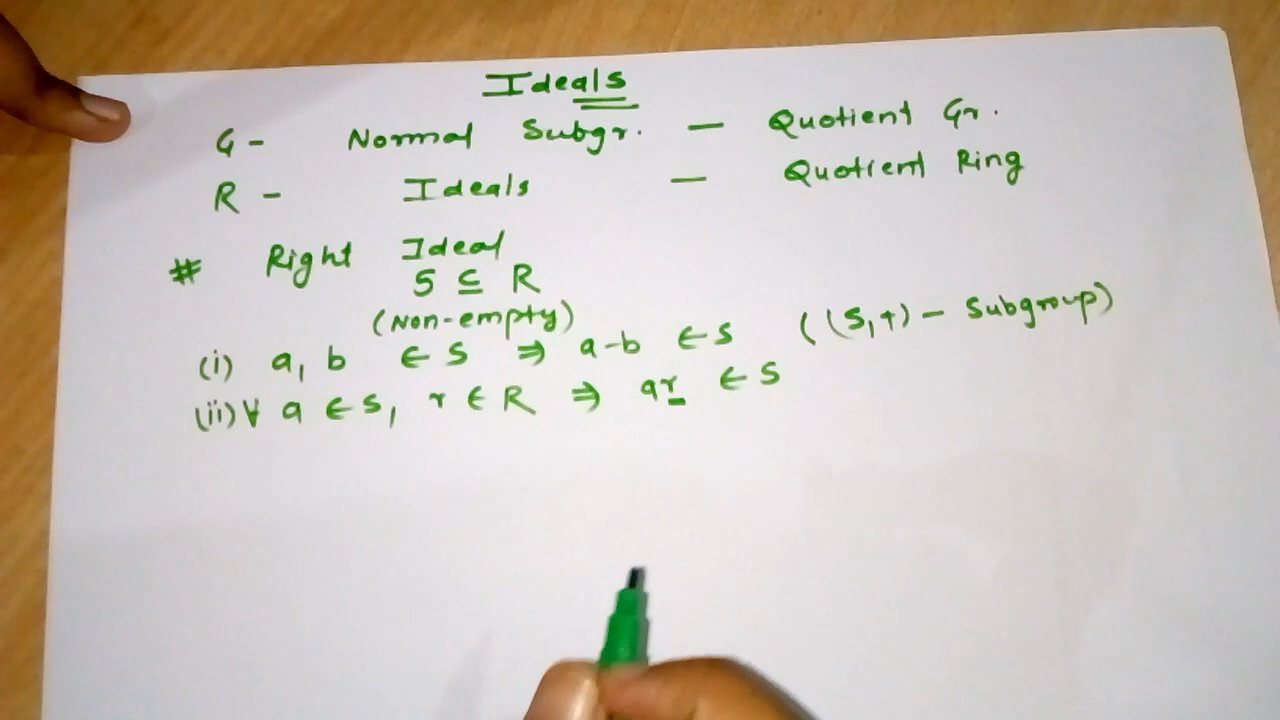 Ideals
G - Normal Subgr. - Quotient Gr.
R - Ideals - Quotient Ring
# Right Ideal
S ⊆ R
(Non-empty)
(i) a, b ∈ S ⇒ a-b ∈ S ((S,+) - Subgroup)
(ii) ∀ a ∈ S, r ∈ R ⇒ ar ∈ S